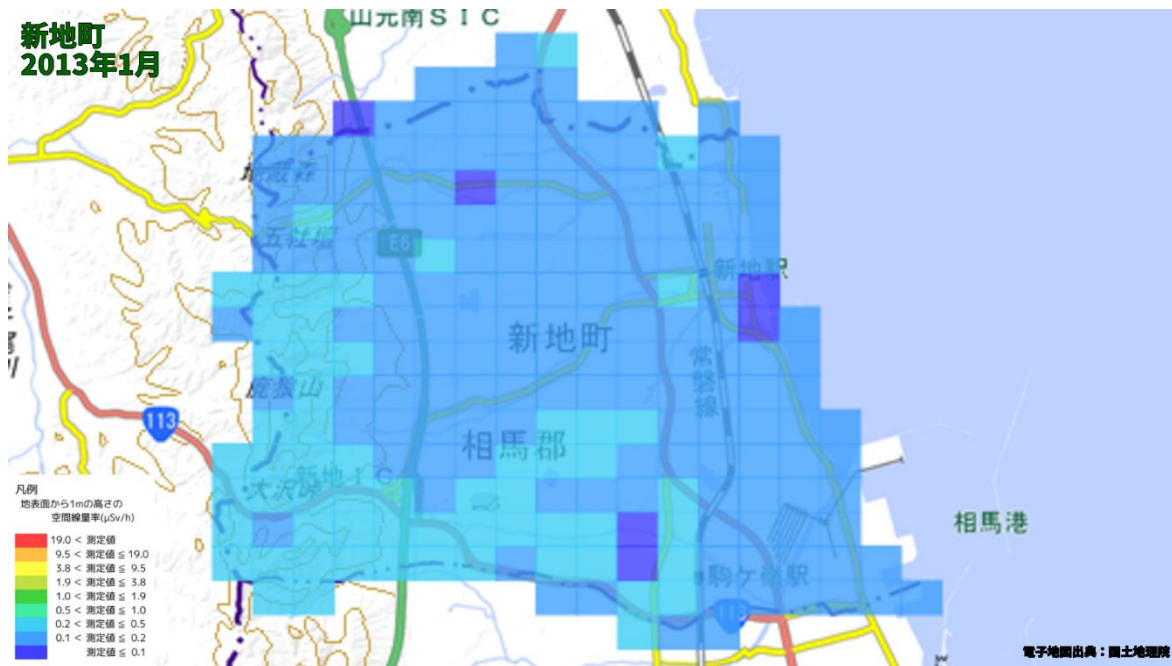 新地町
2013年1月
山元南SIC
地蔵森
五社壇
E6
新地駅
新地町
常磐線
鹿狼山
113
相馬郡
新地IC
大沢峠
相馬港
駒ケ嶺駅
113
凡例
地表面から1mの高さの
空間線量率(μSv/h)
19.0 < 測定値
9.5 < 測定値 ≦ 19.0
3.8 < 測定値 ≦ 9.5
1.9 < 測定値 ≦ 3.8
1.0 < 測定値 ≦ 1.9
0.5 < 測定値 ≦ 1.0
0.2 < 測定値 ≦ 0.5
0.1 < 測定値 ≦ 0.2
測定値 ≦ 0.1
電子地図出典：国土地理院